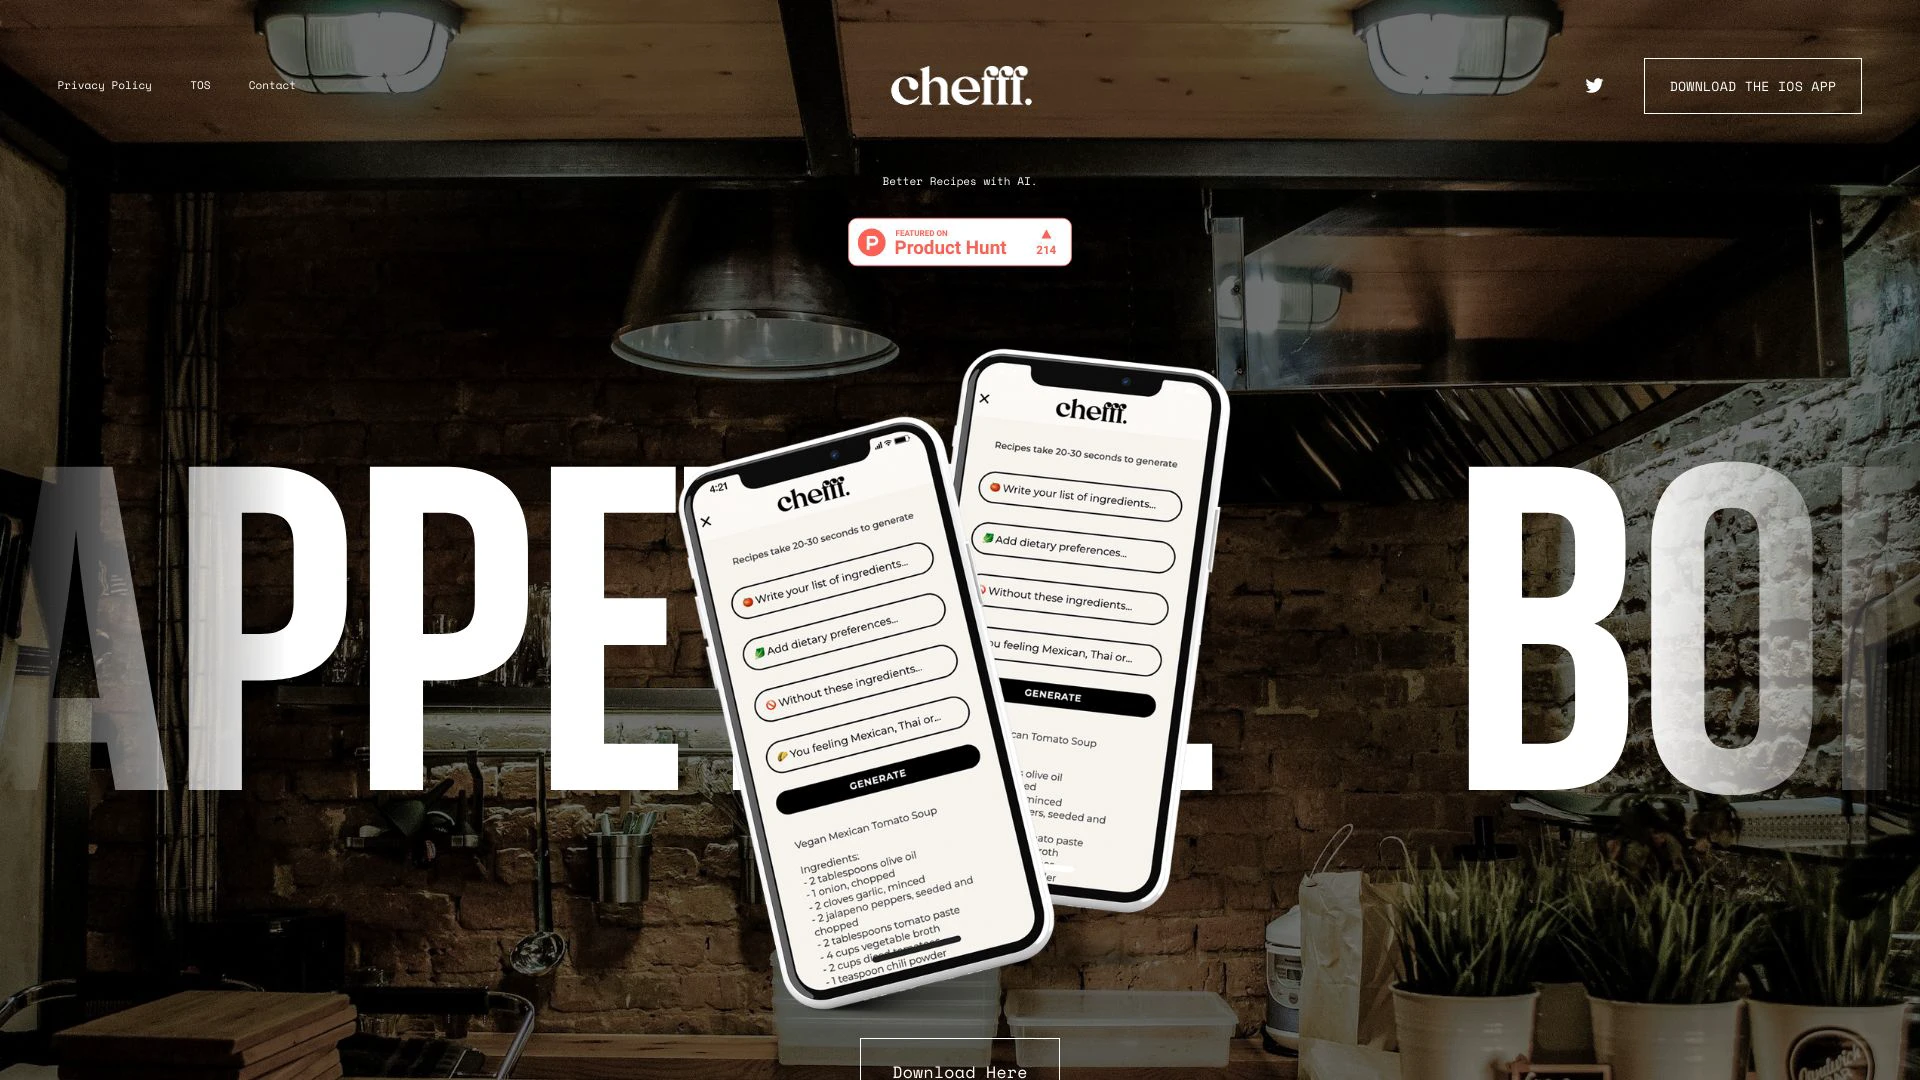 Privacy Policy
TOS
Contact
chefff.
DOWNLOAD THE IOS APP
Better Recipes with AI.
FEATURED ON
Product Hunt
214
APPE
BO
4:21
chefff.
Recipes take 20-30 seconds to generate
Write your list of ingredients...
Add dietary preferences...
Without these ingredients...
You feeling Mexican, Thai or...
GENERATE
Vegan Mexican Tomato Soup
Ingredients:
- 2 tablespoons olive oil
- 1 onion, chopped
- 2 cloves garlic, minced
- 2 jalapeno peppers, seeded and
chopped
- 2 tablespoons tomato paste
- 4 cups vegetable broth
- 2 cups diced tomatoes
- 1 teaspoon chili powder
chefff.
Recipes take 20-30 seconds to generate
Write your list of ingredients...
Add dietary preferences...
Without these ingredients...
ou feeling Mexican, Thai or...
GENERATE
can Tomato Soup
olive oil
ed
minced
ers, seeded and
ato paste
roth
der
Sandwich
Download Here